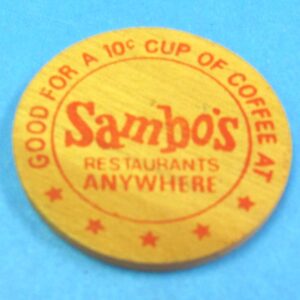 GOOD FOR A 10¢ CUP OF COFFEE AT
Sambo's
RESTAURANTS
ANYWHERE